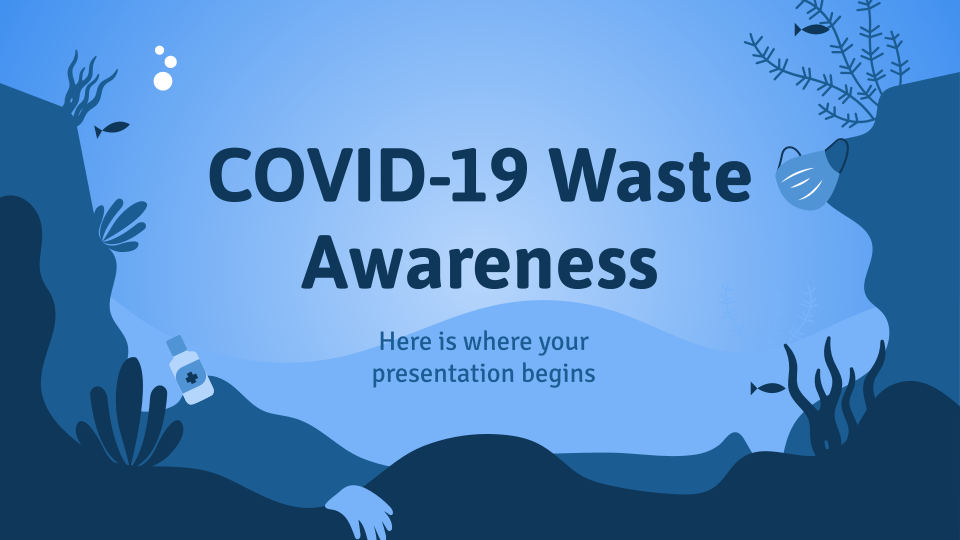 COVID-19 Waste
Awareness
Here is where your
presentation begins